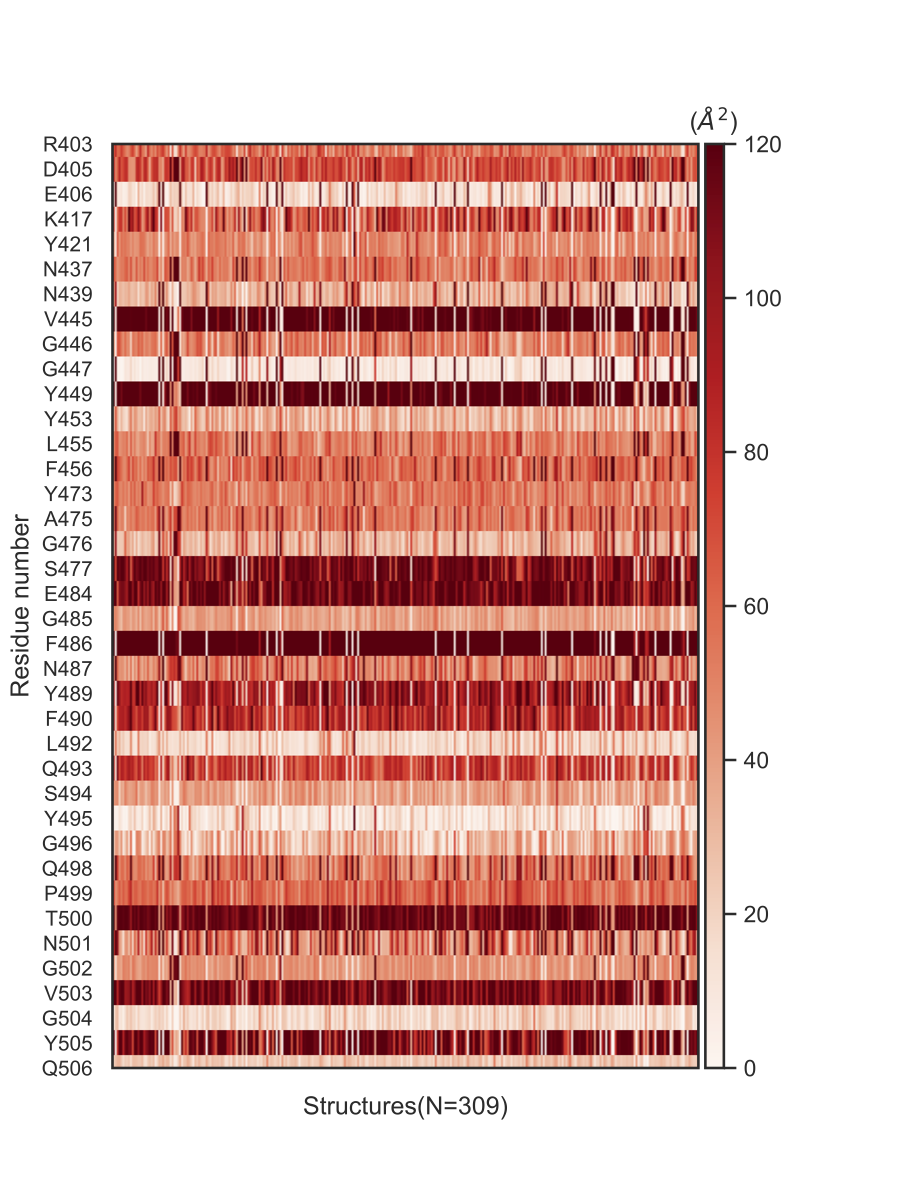 (Å²)
R403
D405
E406
K417
Y421
N437
N439
V445
G446
G447
Y449
Y453
L455
F456
Y473
A475
G476
S477
E484
G485
F486
N487
Y489
F490
L492
Q493
S494
Y495
G496
Q498
P499
T500
N501
G502
V503
G504
Y505
Q506
Residue number
Structures(N=309)
120
100
80
60
40
20
0